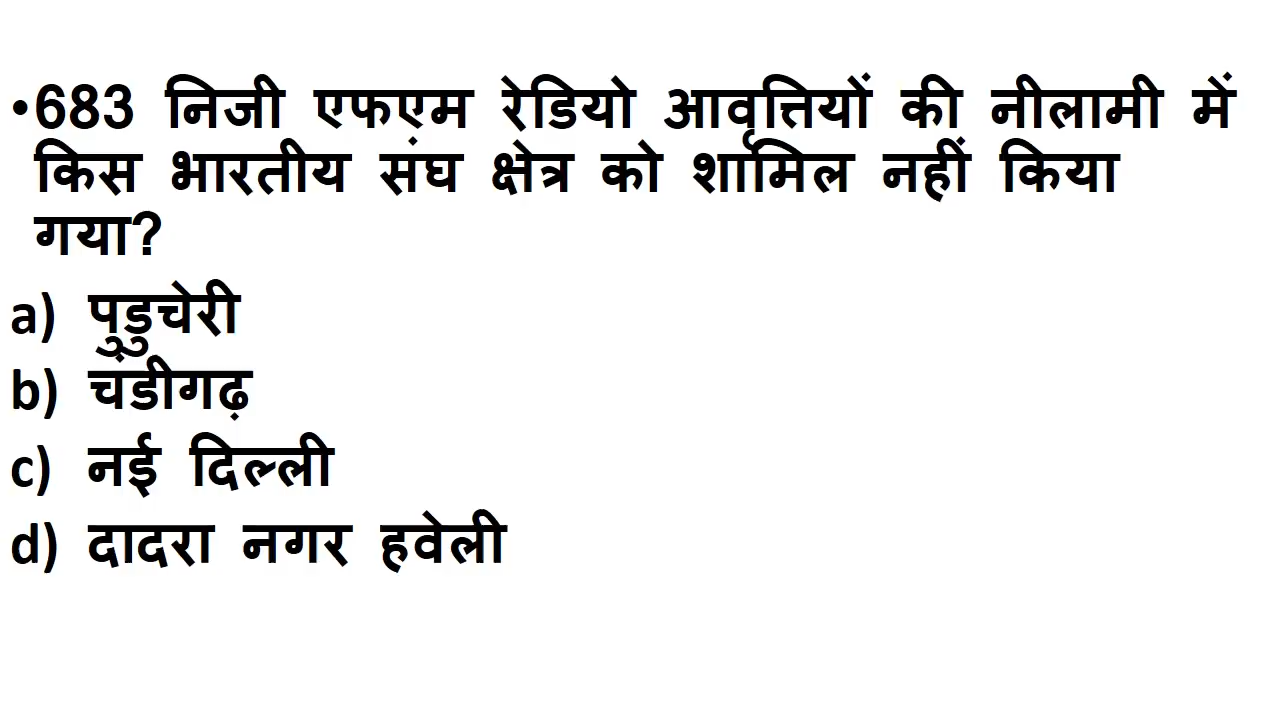 •683 निजी एफएम रेडियो आवृत्तियों की नीलामी में
किस भारतीय संघ क्षेत्र को शामिल नहीं किया
गया?
a) पुडुचेरी
b) चंडीगढ़
c) नई दिल्ली
d) दादरा नगर हवेली